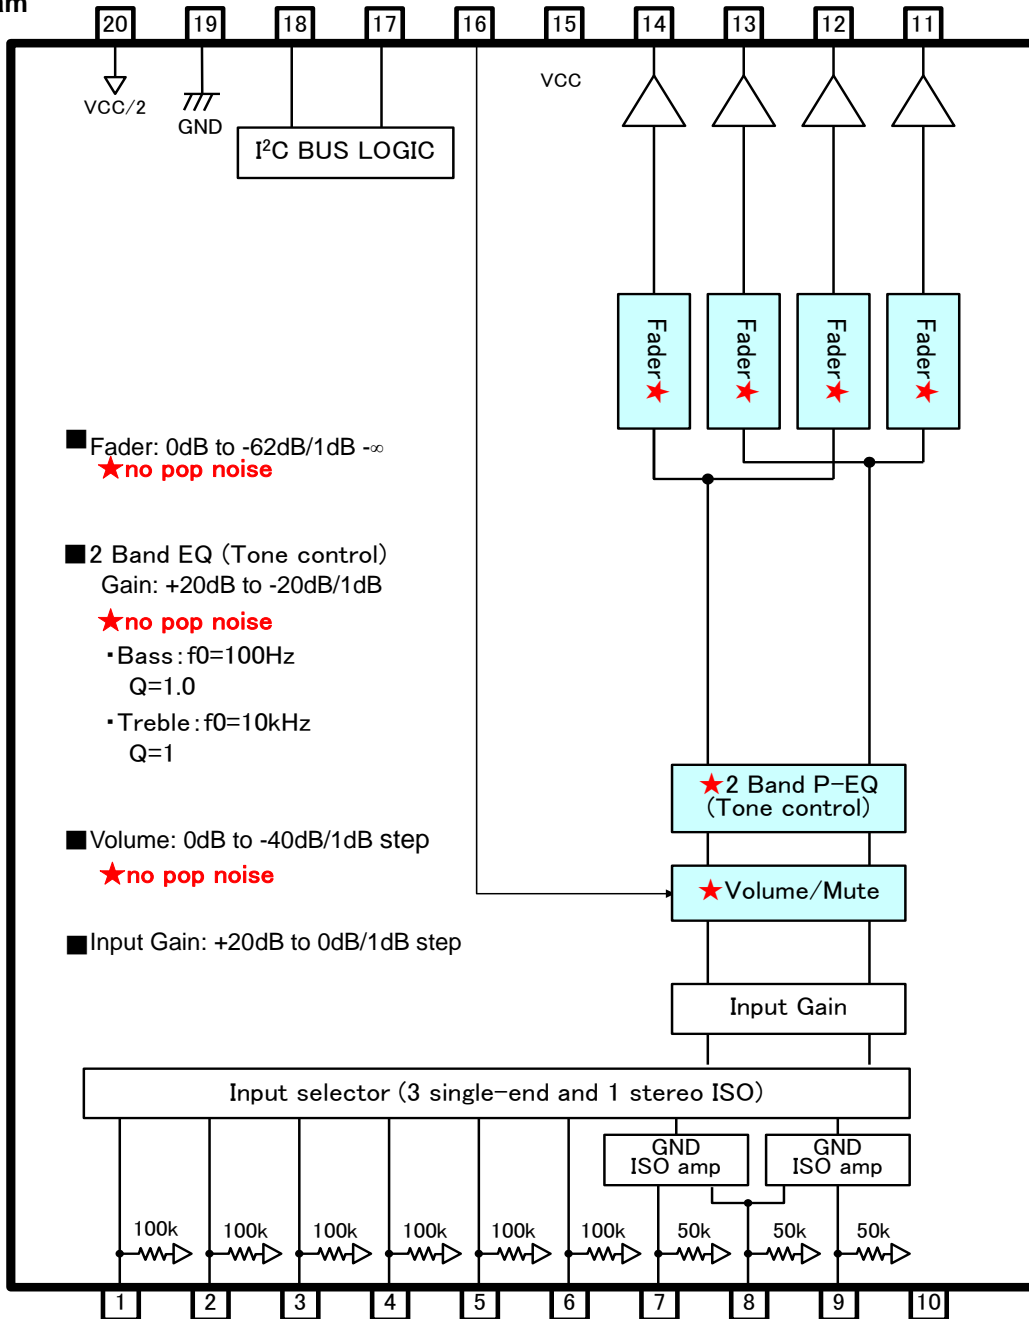 am
20 19 18 17 16 15 14 13 12 11
VCC/2
GND
I²C BUS LOGIC
VCC
Fader★
Fader★
Fader★
Fader★
■Fader: 0dB to -62dB/1dB -∞
★no pop noise
■2 Band EQ (Tone control)
Gain: +20dB to -20dB/1dB
★no pop noise
・Bass:f0=100Hz
Q=1.0
・Treble:f0=10kHz
Q=1
■Volume: 0dB to -40dB/1dB step
★no pop noise
■Input Gain: +20dB to 0dB/1dB step
★2 Band P-EQ
(Tone control)
★Volume/Mute
Input Gain
Input selector (3 single-end and 1 stereo ISO)
GND
ISO amp
GND
ISO amp
100k 100k 100k 100k 100k 100k 50k 50k 50k
1 2 3 4 5 6 7 8 9 10